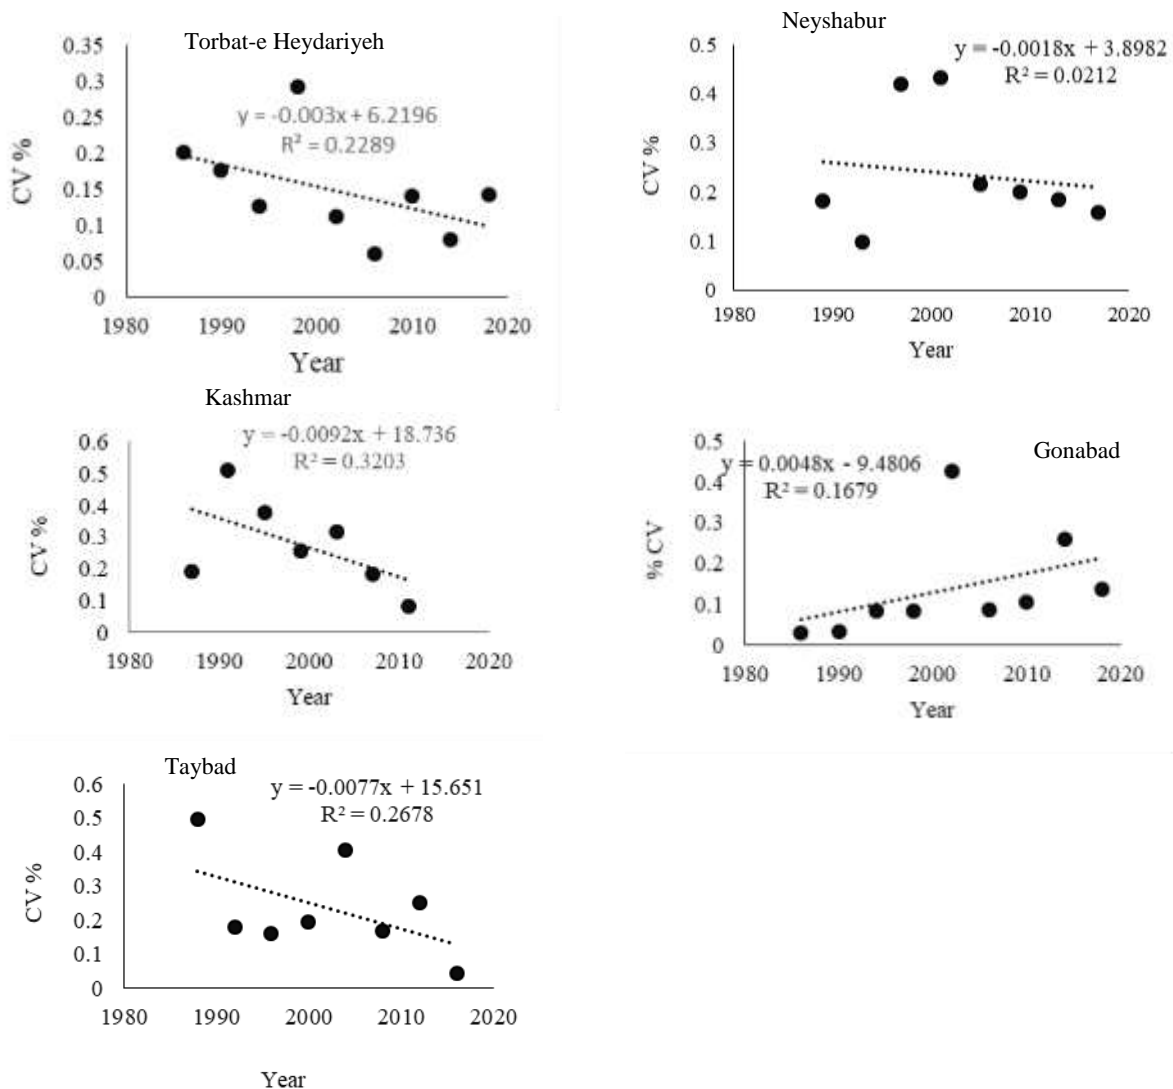 Torbat-e Heydariyeh
y = -0.003x + 6.2196
R² = 0.2289
CV %
0.35
0.3
0.25
0.2
0.15
0.1
0.05
0
1980 1990 2000 2010 2020
Year
Neyshabur
y = -0.0018x + 3.8982
R² = 0.0212
CV %
0.5
0.4
0.3
0.2
0.1
0
1980 1990 2000 2010 2020
Year
Kashmar
y = -0.0092x + 18.736
R² = 0.3203
CV %
0.6
0.5
0.4
0.3
0.2
0.1
0
1980 1990 2000 2010 2020
Year
Gonabad
y = 0.0048x - 9.4806
R² = 0.1679
% CV
0.5
0.4
0.3
0.2
0.1
0
1980 1990 2000 2010 2020
Year
Taybad
y = -0.0077x + 15.651
R² = 0.2678
CV %
0.6
0.5
0.4
0.3
0.2
0.1
0
1980 1990 2000 2010 2020
Year